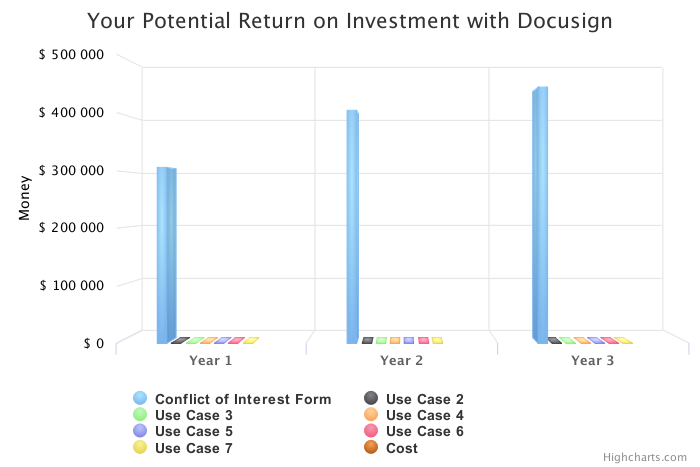 Your Potential Return on Investment with Docusign
$ 500 000
$ 400 000
$ 300 000
$ 200 000
$ 100 000
$ 0
Money
Year 1
Year 2
Year 3
Conflict of Interest Form
Use Case 2
Use Case 3
Use Case 4
Use Case 5
Use Case 6
Use Case 7
Cost
Highcharts.com